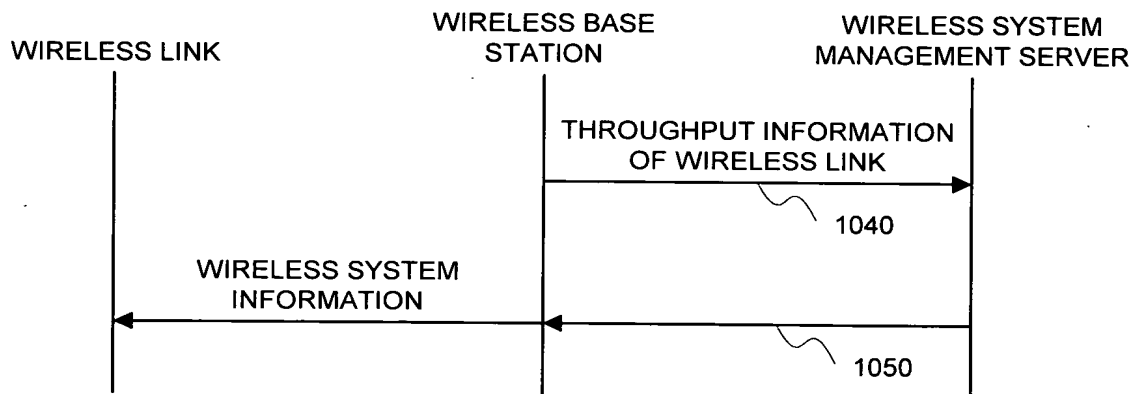 WIRELESS LINK
WIRELESS BASE
STATION
WIRELESS SYSTEM
MANAGEMENT SERVER
THROUGHPUT INFORMATION
OF WIRELESS LINK
1040
WIRELESS SYSTEM
INFORMATION
1050